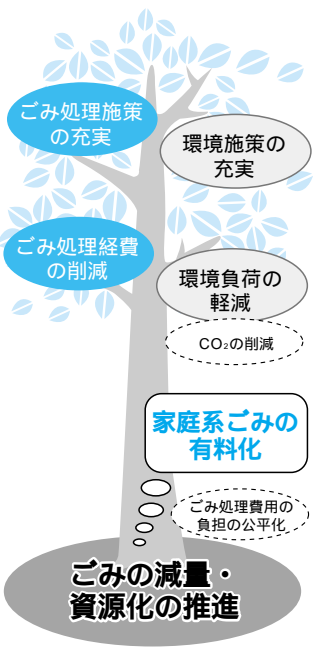 ごみ処理施策
の充実
環境施策の
充実
ごみ処理経費
の削減
環境負荷の
軽減
CO₂の削減
家庭系ごみの
有料化
ごみ処理費用の
負担の公平化
ごみの減量・
資源化の推進